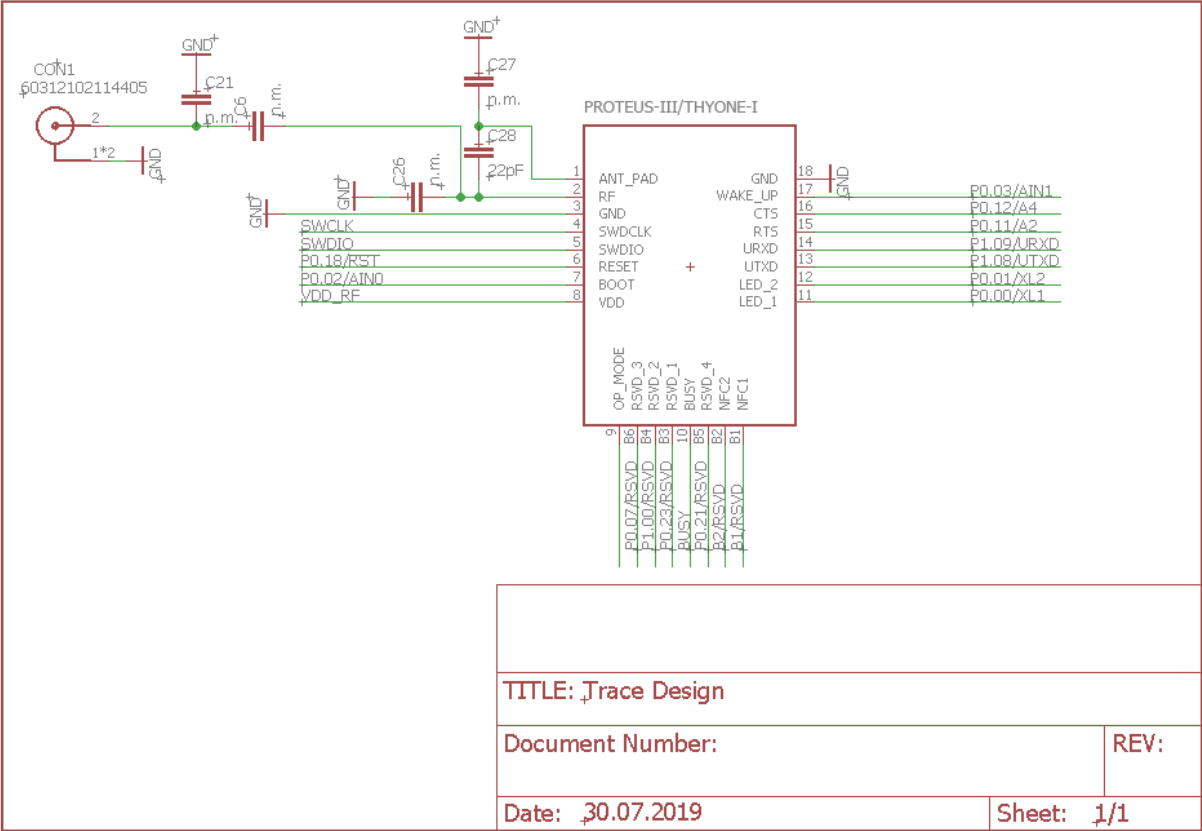 GND
GND
CON1
60312102114405
C21
n.m.
C6
n.m.
C27
n.m.
C28
22pF
C26
n.m.
2
1*2
GND
GND
GND
PROTEUS-III/THYONE-I
1 ANT_PAD
2 RF
3 GND
SWCLK 4 SWDCLK
SWDIO 5 SWDIO
P0.18/RST 6 RESET
P0.02/AIN0 7 BOOT
VDD_RF 8 VDD
GND 18 GND
WAKE_UP 17 P0.03/AIN1
CTS 16 P0.12/A4
RTS 15 P0.11/A2
URXD 14 P1.09/URXD
UTXD 13 P1.08/UTXD
LED_2 12 P0.01/XL2
LED_1 11 P0.00/XL1
OP_MODE 9
RSVD_3 B6 P0.07/RSVD
RSVD_2 B4 P1.00/RSVD
RSVD_1 B3 P0.23/RSVD
BUSY 10 BUSY
RSVD_4 B5 P0.21/RSVD
NFC2 B2 B2/RSVD
NFC1 B1 B1/RSVD
TITLE: Trace Design
Document Number:
REV:
Date: 30.07.2019
Sheet: 1/1